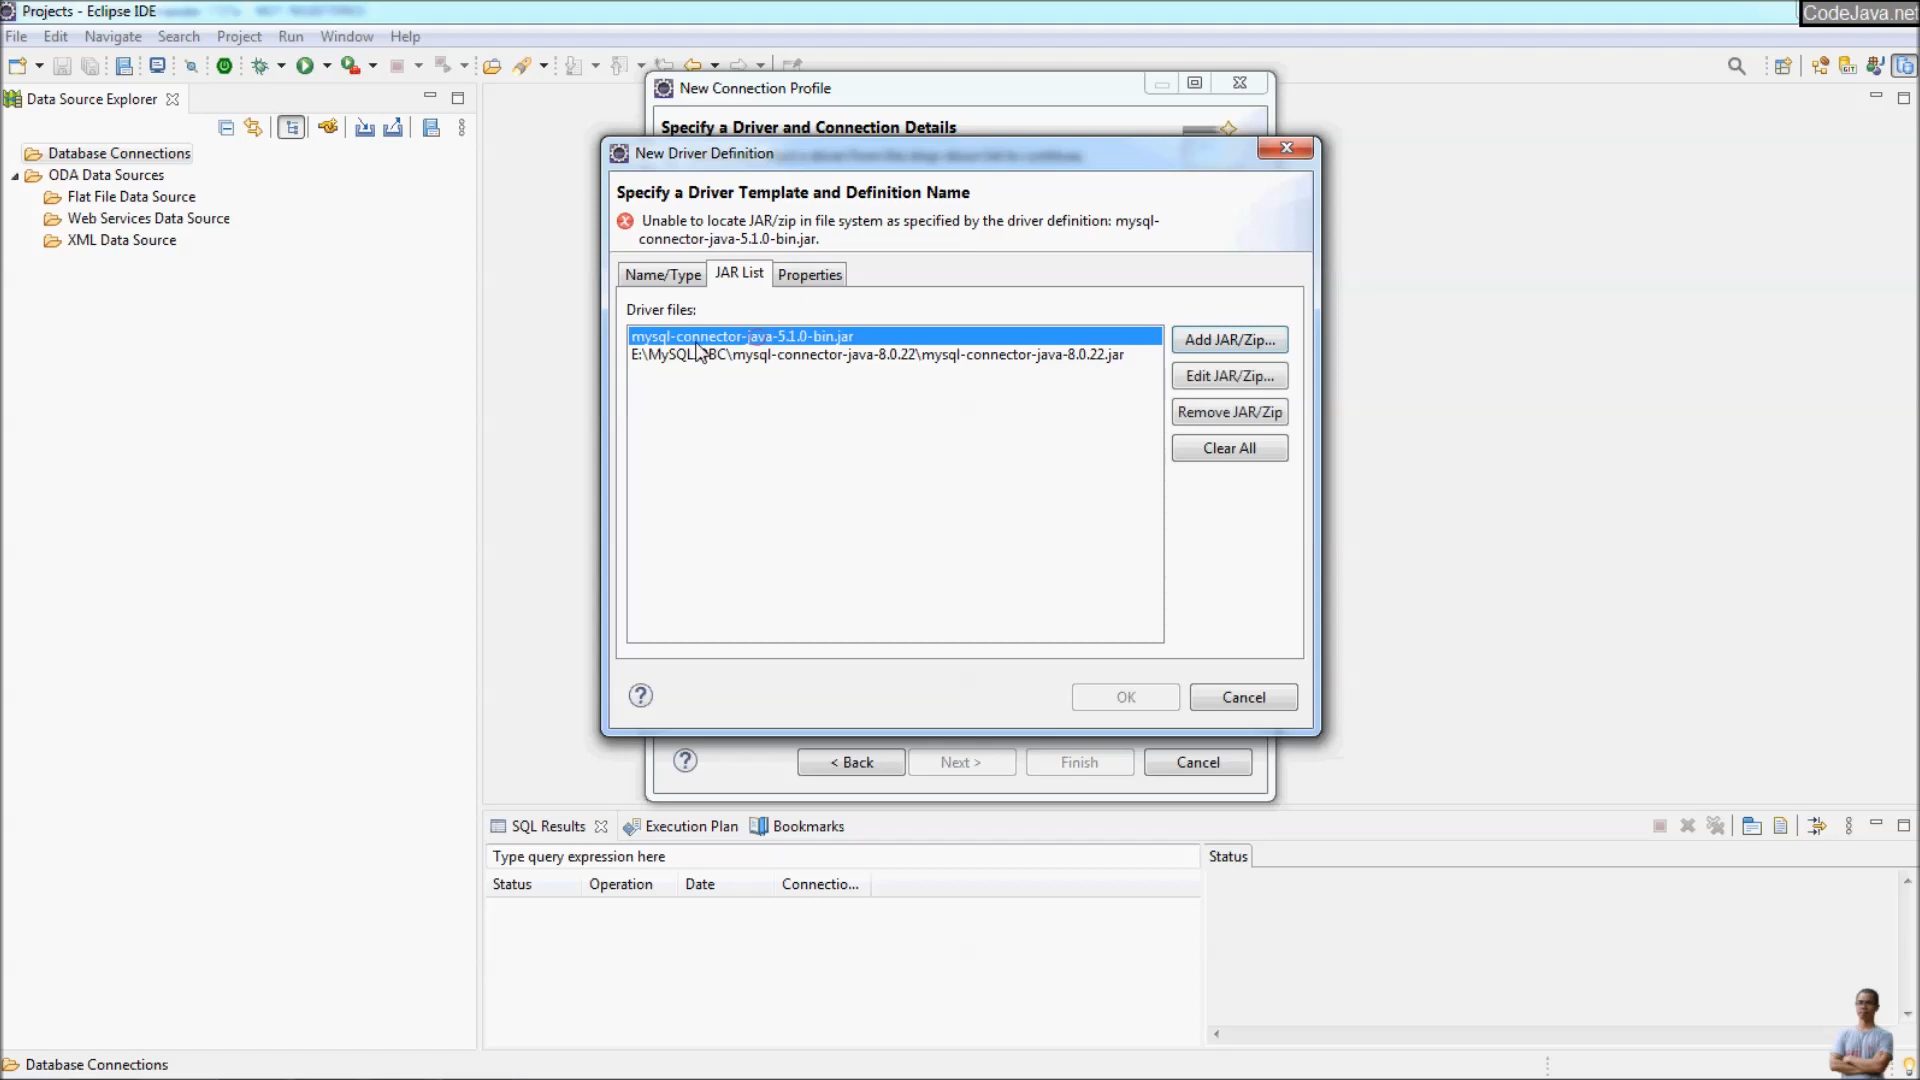 Projects - Eclipse IDE
CodeJava.net
File Edit Navigate Search Project Run Window Help
Data Source Explorer
Database Connections
ODA Data Sources
Flat File Data Source
Web Services Data Source
XML Data Source
New Connection Profile
Specify a Driver and Connection Details
New Driver Definition
Specify a Driver Template and Definition Name
Unable to locate JAR/zip in file system as specified by the driver definition: mysql-
connector-java-5.1.0-bin.jar.
Name/Type JAR List Properties
Driver files:
mysql-connector-java-5.1.0-bin.jar
E:\MySQL BC\mysql-connector-java-8.0.22\mysql-connector-java-8.0.22.jar
Add JAR/Zip...
Edit JAR/Zip...
Remove JAR/Zip
Clear All
OK Cancel
< Back Next > Finish Cancel
SQL Results Execution Plan Bookmarks
Type query expression here
Status Operation Date Connectio...
Status
Database Connections